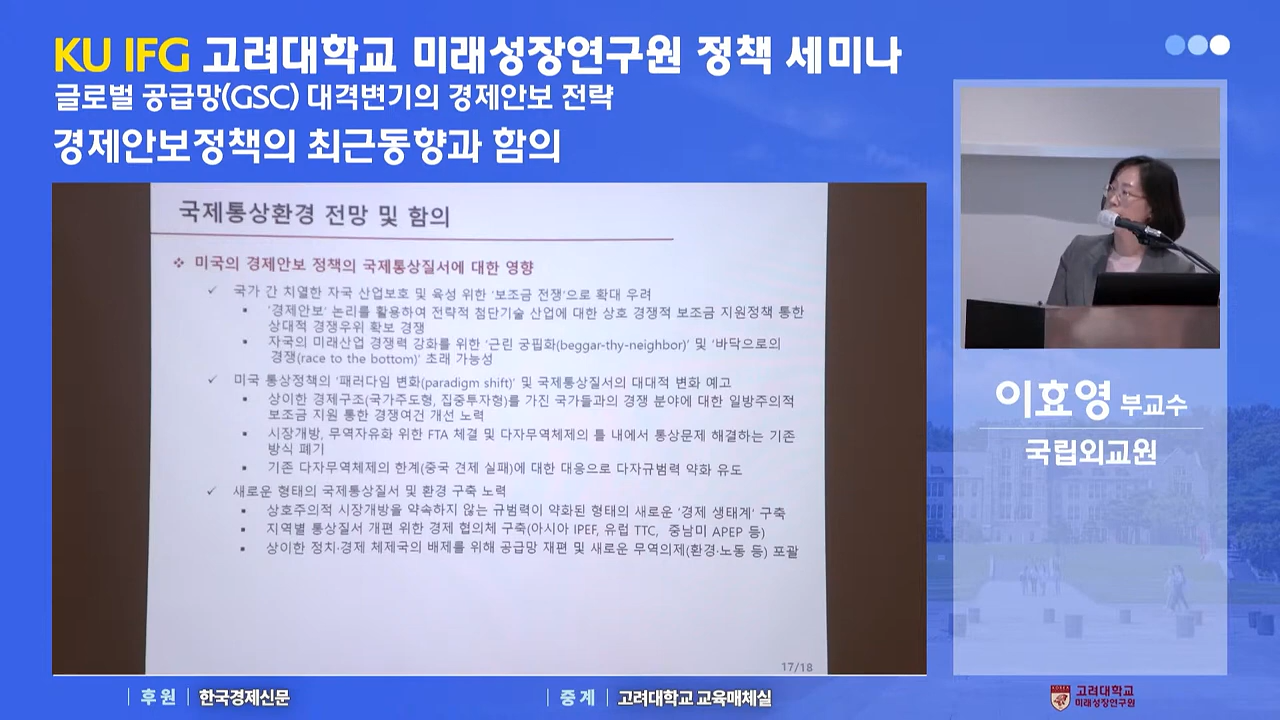 KU IFG 고려대학교 미래성장연구원 정책 세미나
글로벌 공급망(GSC) 대격변기의 경제안보 전략
경제안보정책의 최근동향과 함의
국제통상환경 전망 및 함의
❖ 미국의 경제안보 정책의 국제통상질서에 대한 영향
✓ 국가 간 치열한 자국 산업보호 및 육성 위한 '보조금 전쟁'으로 확대 우려
▪ '경제안보' 논리를 활용하여 전략적 첨단기술 산업에 대한 상호 경쟁적 보조금 지원정책 통한
상대적 경쟁우위 확보 경쟁
▪ 자국의 미래산업 경쟁력 강화를 위한 '근린 궁핍화(beggar-thy-neighbor)' 및 '바닥으로의
경쟁(race to the bottom)' 초래 가능성
✓ 미국 통상정책의 '패러다임 변화(paradigm shift)' 및 국제통상질서의 대대적 변화 예고
▪ 상이한 경제구조(국가주도형, 집중투자형)를 가진 국가들과의 경쟁 분야에 대한 일방주의적
보조금 지원 통한 경쟁여건 개선 노력
▪ 시장개방, 무역자유화 위한 FTA 체결 및 다자무역체제의 틀 내에서 통상문제 해결하는 기존
방식 폐기
▪ 기존 다자무역체제의 한계(중국 견제 실패)에 대한 대응으로 다자규범력 약화 유도
✓ 새로운 형태의 국제통상질서 및 환경 구축 노력
▪ 상호주의적 시장개방을 약속하지 않는 규범력이 약화된 형태의 새로운 '경제 생태계' 구축
▪ 지역별 통상질서 개편 위한 경제 협의체 구축(아시아 IPEF, 유럽 TTC, 중남미 APEP 등)
▪ 상이한 정치·경제 체제국의 배제를 위해 공급망 재편 및 새로운 무역의제(환경·노동 등) 포괄
17/18
이효영 부교수
국립외교원
후원 한국경제신문
중계 고려대학교 교육매체실
고려대학교
미래성장연구원